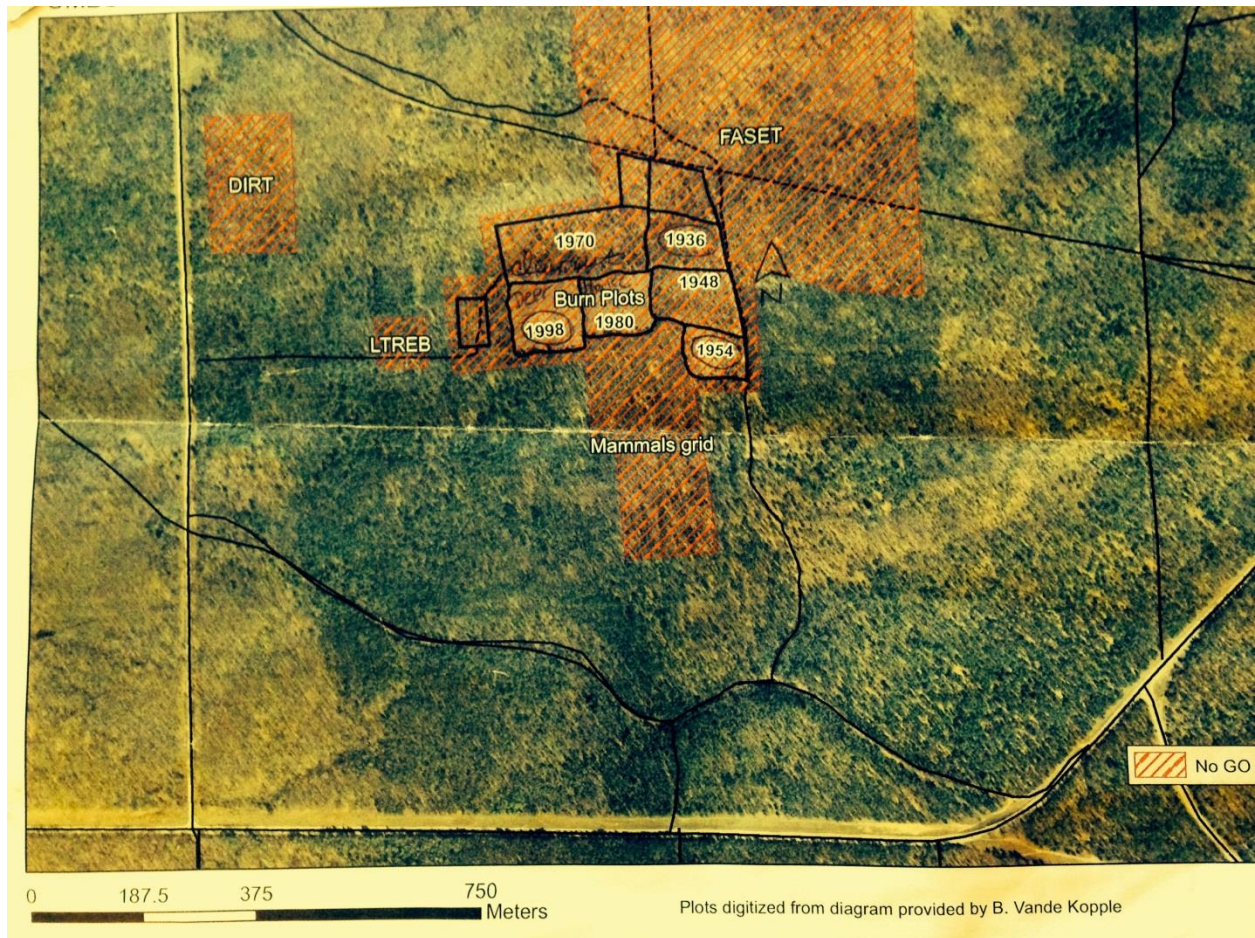 FASET
DIRT
1970
1936
1948
Burn Plots
1980
1998
LTREB
1954
N
Mammals grid
No GO
0 187.5 375 750
Meters
Plots digitized from diagram provided by B. Vande Kopple